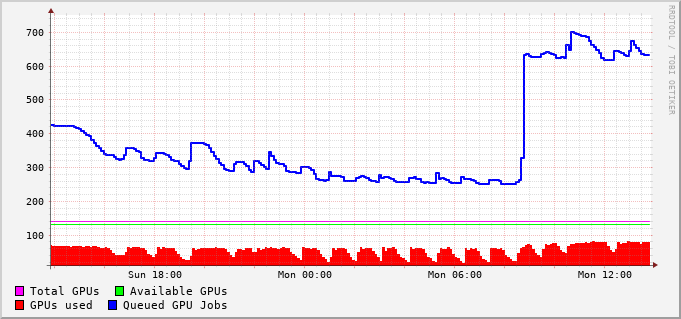 700
600
500
400
300
200
100
Sun 18:00 Mon 00:00 Mon 06:00 Mon 12:00
Total GPUs Available GPUs
GPUs used Queued GPU Jobs
RRDTOOL / TOBI OETIKER